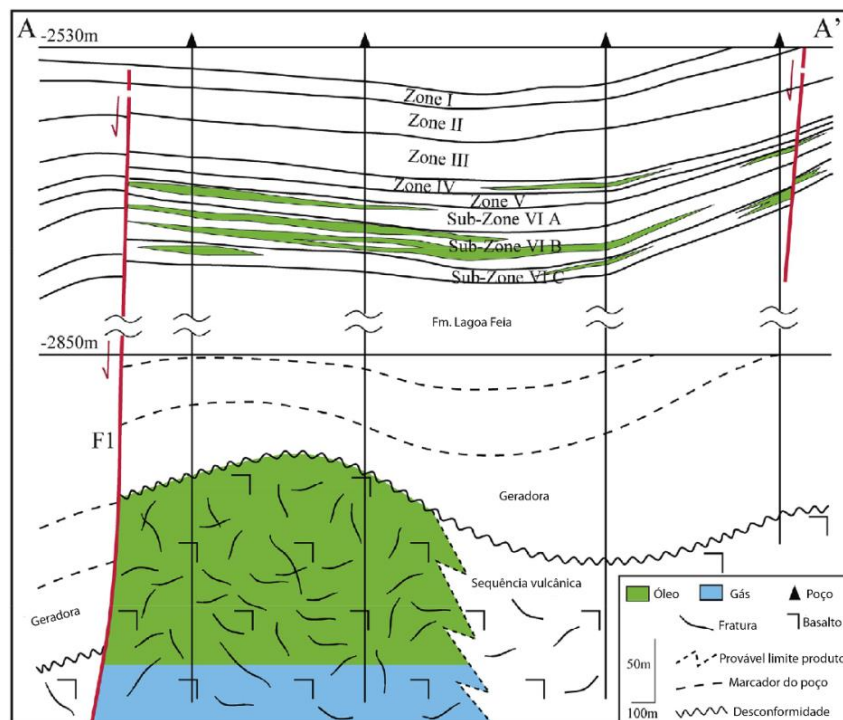 A
A'
-2530m
Zone I
Zone II
Zone III
Zone IV
Zone V
Sub-Zone VI A
Sub-Zone VI B
Sub-Zone VI C
Fm. Lagoa Feia
-2850m
F1
Geradora
Sequência vulcânica
Geradora
Óleo
Gás
Poço
Fratura
Basalto
50m
100m
Provável limite produtor
Marcador do poço
Desconformidade